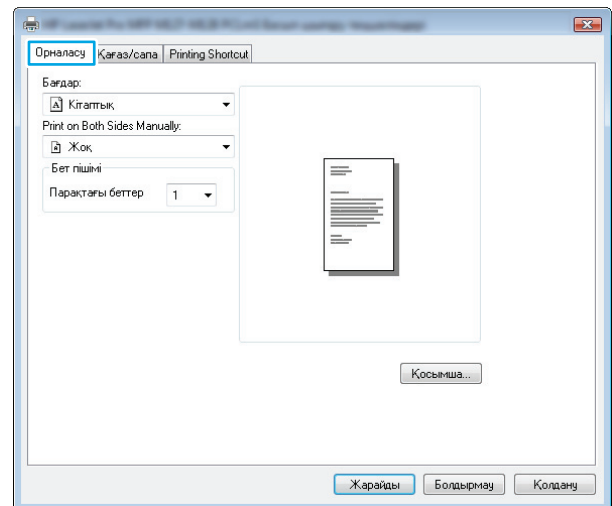 Орналасу Қағаз/сапа Printing Shortcut
Бағдар:
Кітаптық
Print on Both Sides Manually:
Жоқ
Бет пішімі
Парақтағы беттер 1
Қосымша...
Жарайды Болдырмау Қолдану